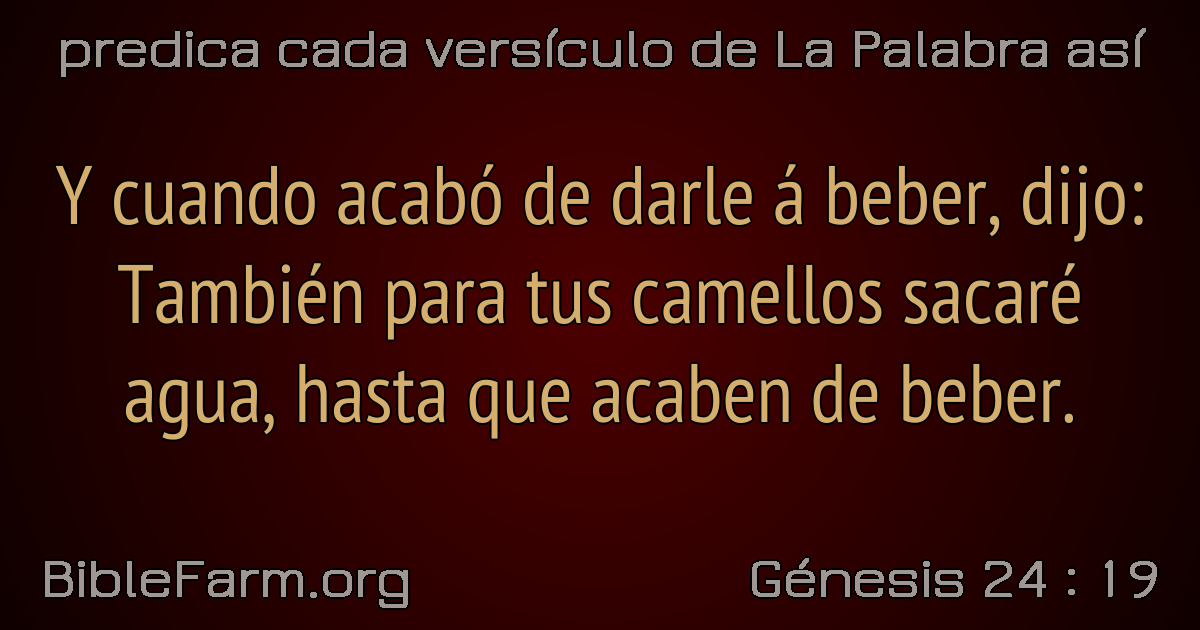 predica cada versículo de La Palabra así
Y cuando acabó de darle á beber, dijo:
También para tus camellos sacaré
agua, hasta que acaben de beber.
BibleFarm.org
Génesis 24 : 19